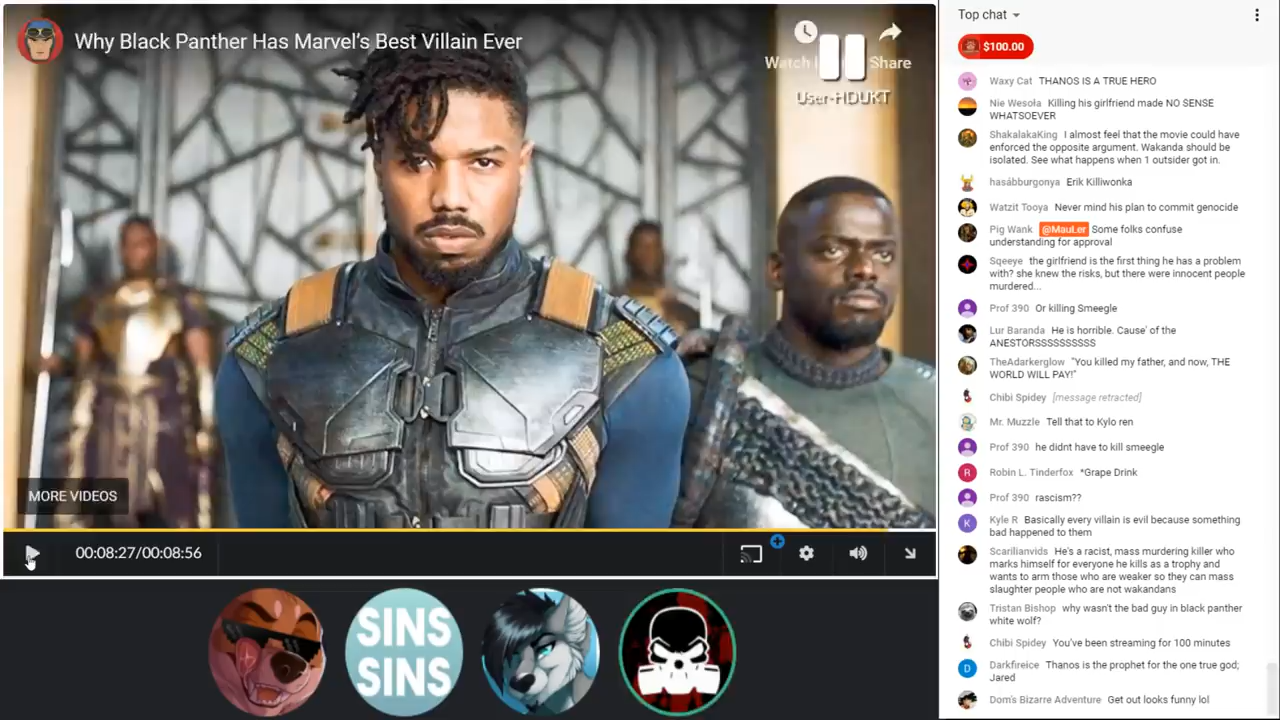 Why Black Panther Has Marvel's Best Villain Ever
Share
User-HDUKT
MORE VIDEOS
00:08:27/00:08:56
SINS
SINS
Top chat
$100.00
Waxy Cat THANOS IS A TRUE HERO
Nie Wesoła Killing his girlfriend made NO SENSE
WHATSOEVER
ShakalakaKing I almost feel that the movie could have
enforced the opposite argument. Wakanda should be
isolated. See what happens when 1 outsider got in.
hasábburgonya Erik Killiwonka
Watzit Tooya Never mind his plan to commit genocide
Pig Wank @MauLer Some folks confuse
understanding for approval
Sqeeye the girlfriend is the first thing he has a problem
with? she knew the risks, but there were innocent people
murdered...
Prof 390 Or killing Smeegle
Lur Baranda He is horrible. Cause' of the
ANESTORSSSSSSSSSS
TheAdarkerglow "You killed my father, and now, THE
WORLD WILL PAY!"
Chibi Spidey [message retracted]
Mr. Muzzle Tell that to Kylo ren
Prof 390 he didnt have to kill smeegle
R Robin L. Tinderfox *Grape Drink
Prof 390 rascism??
K Kyle R Basically every villain is evil because something
bad happened to them
Scarilianvids He's a racist, mass murdering killer who
marks himself for everyone he kills as a trophy and
wants to arm those who are weaker so they can mass
slaughter people who are not wakandans
Tristan Bishop why wasn't the bad guy in black panther
white wolf?
Chibi Spidey You've been streaming for 100 minutes
D Darkfireice Thanos is the prophet for the one true god;
Jared
Dom's Bizarre Adventure Get out looks funny lol